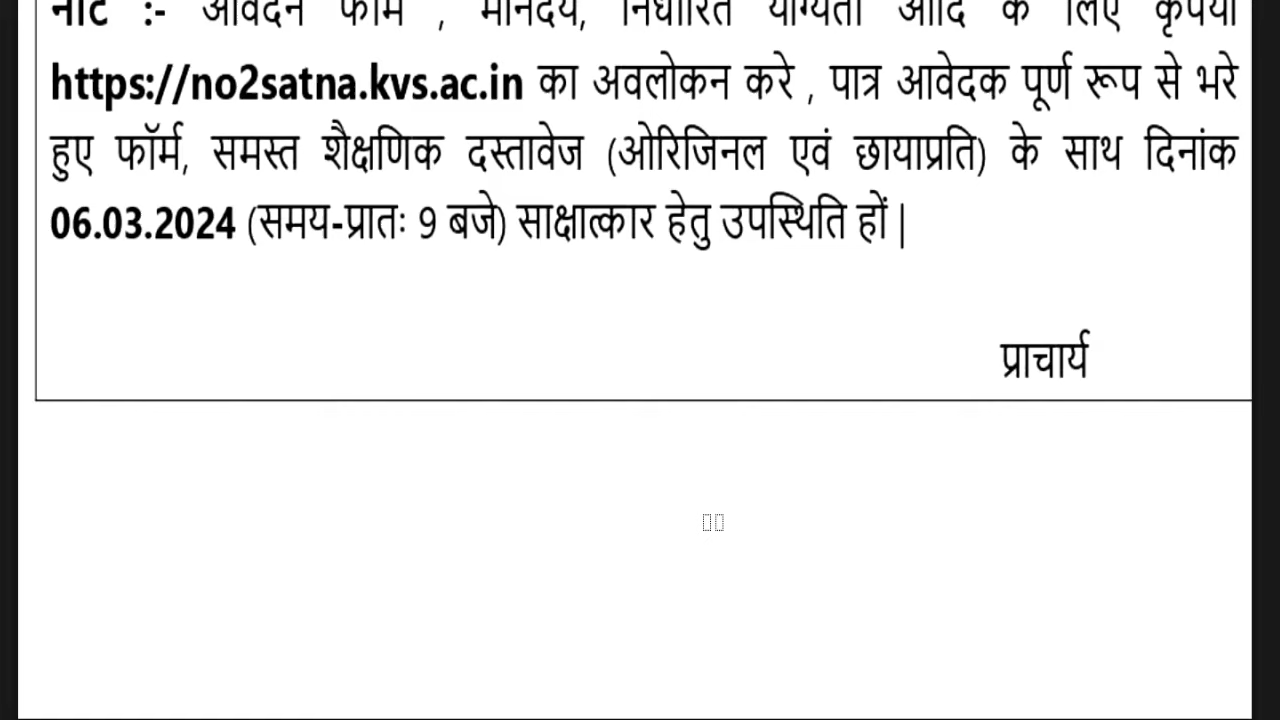 नोट :- आवेदन फॉर्म , मानदेय, निर्धारित योग्यता आदि के लिए कृपया
https://no2satna.kvs.ac.in का अवलोकन करे , पात्र आवेदक पूर्ण रूप से भरे
हुए फॉर्म, समस्त शैक्षणिक दस्तावेज (ओरिजिनल एवं छायाप्रति) के साथ दिनांक
06.03.2024 (समय-प्रातः 9 बजे) साक्षात्कार हेतु उपस्थिति हों |
प्राचार्य